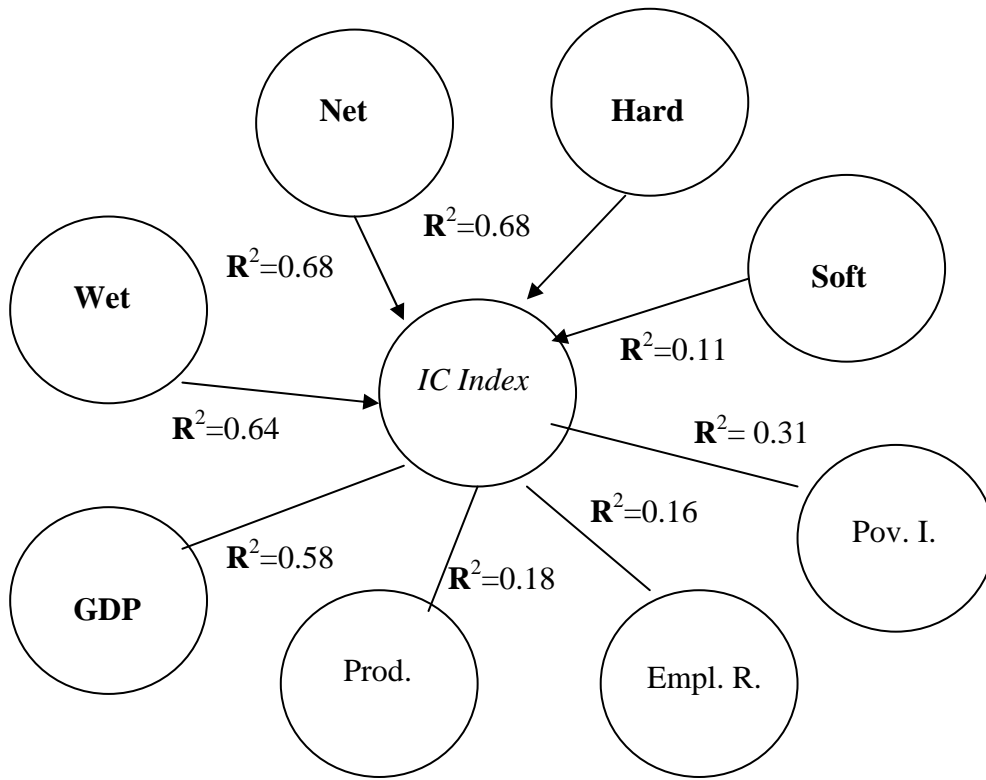 Net
Hard
R²=0.68
R²=0.68
Soft
Wet
R²=0.11
IC Index
R²=0.64
R²= 0.31
R²=0.16
Pov. I.
R²=0.58
R²=0.18
GDP
Prod.
Empl. R.